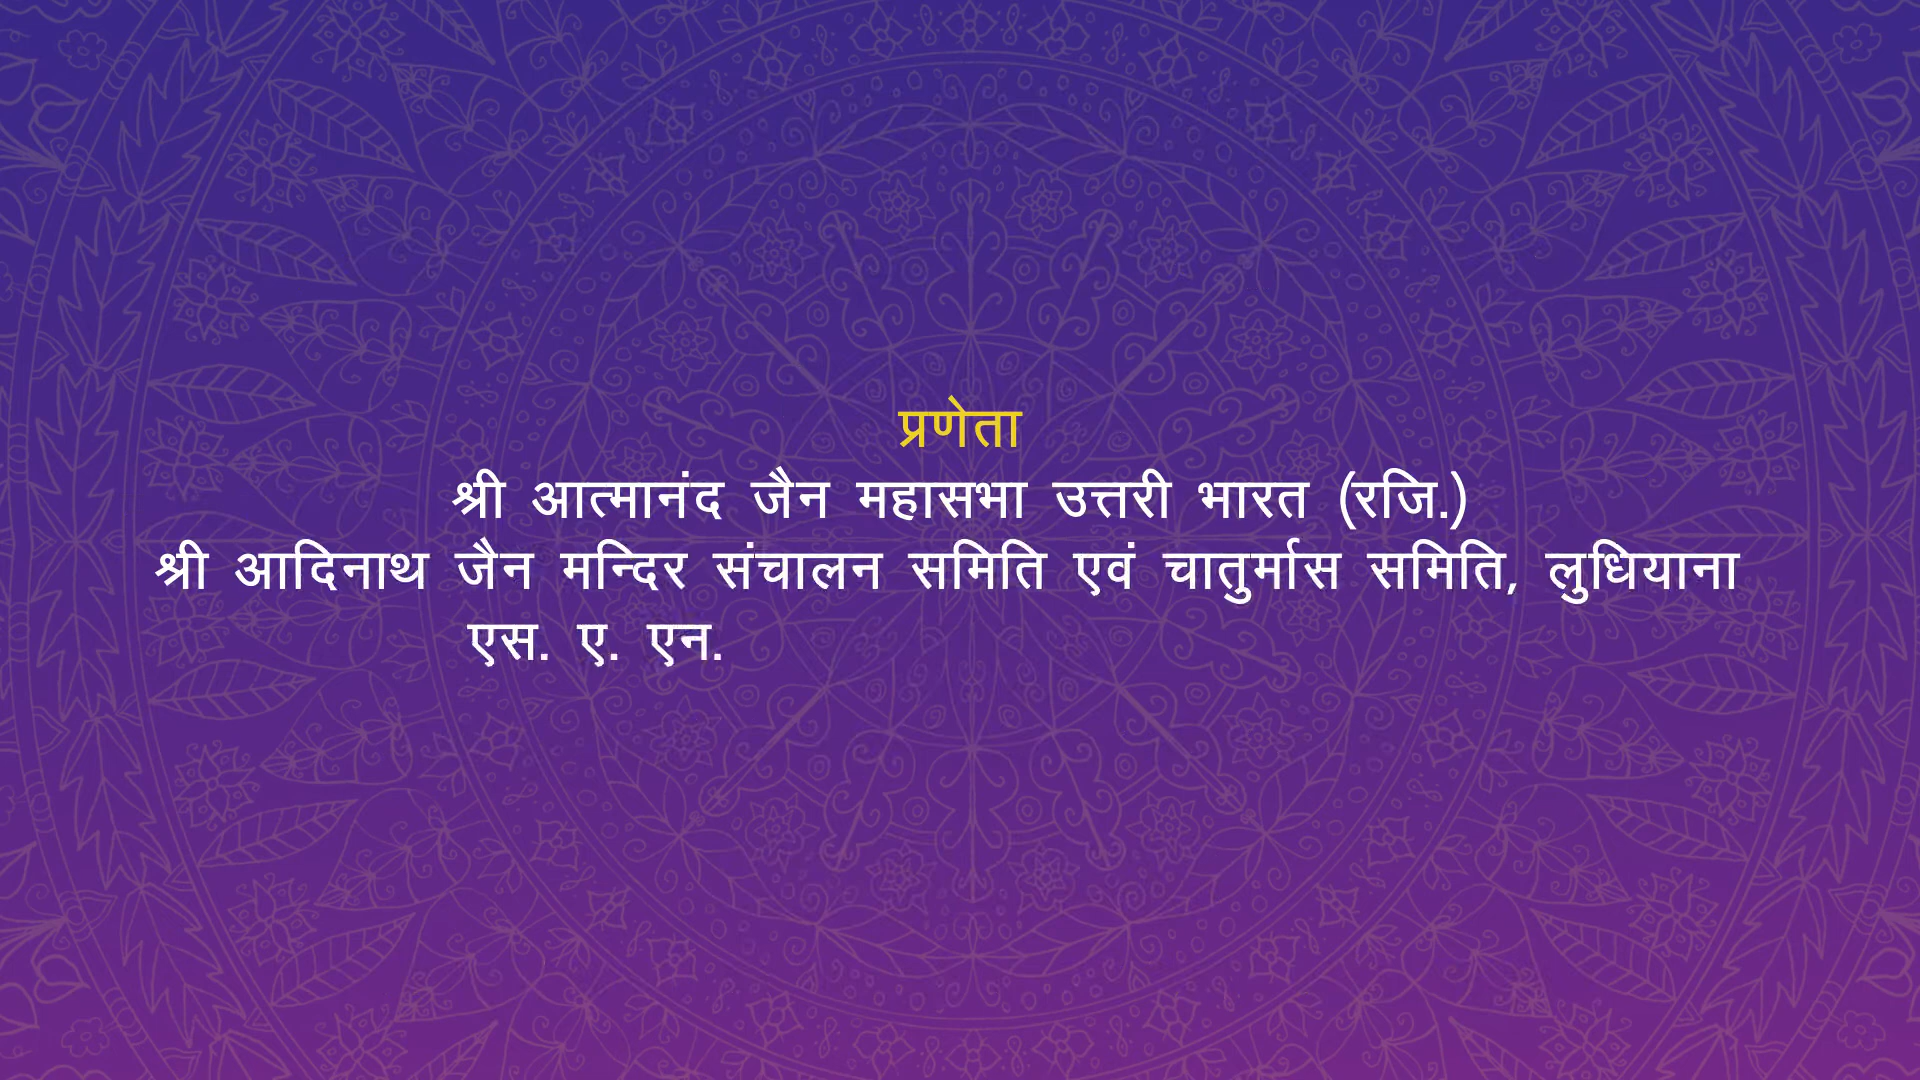 प्रणेता
श्री आत्मानंद जैन महासभा उत्तरी भारत (रजि.)
श्री आदिनाथ जैन मन्दिर संचालन समिति एवं चातुर्मास समिति, लुधियाना
एस. ए. एन.